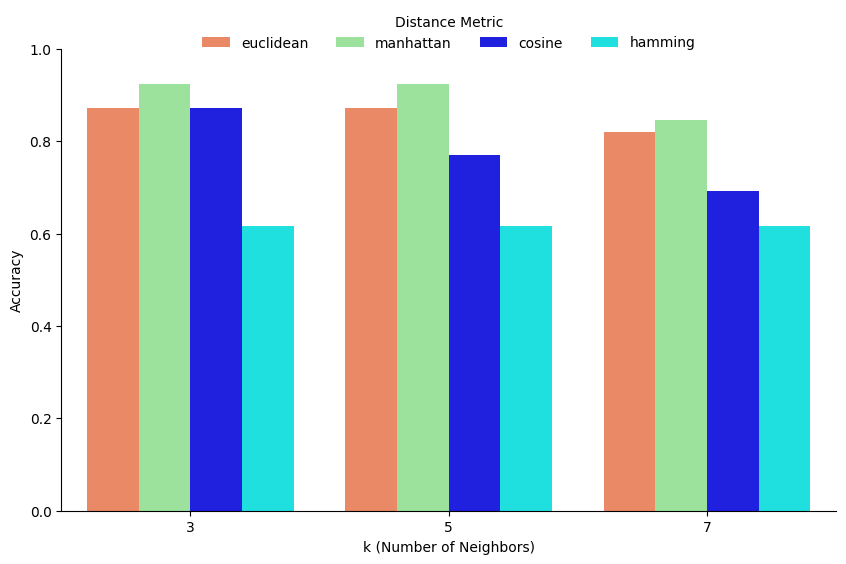 Distance Metric
euclidean manhattan cosine hamming
1.0
0.8
0.6
0.4
0.2
0.0
Accuracy
3 5 7
k (Number of Neighbors)